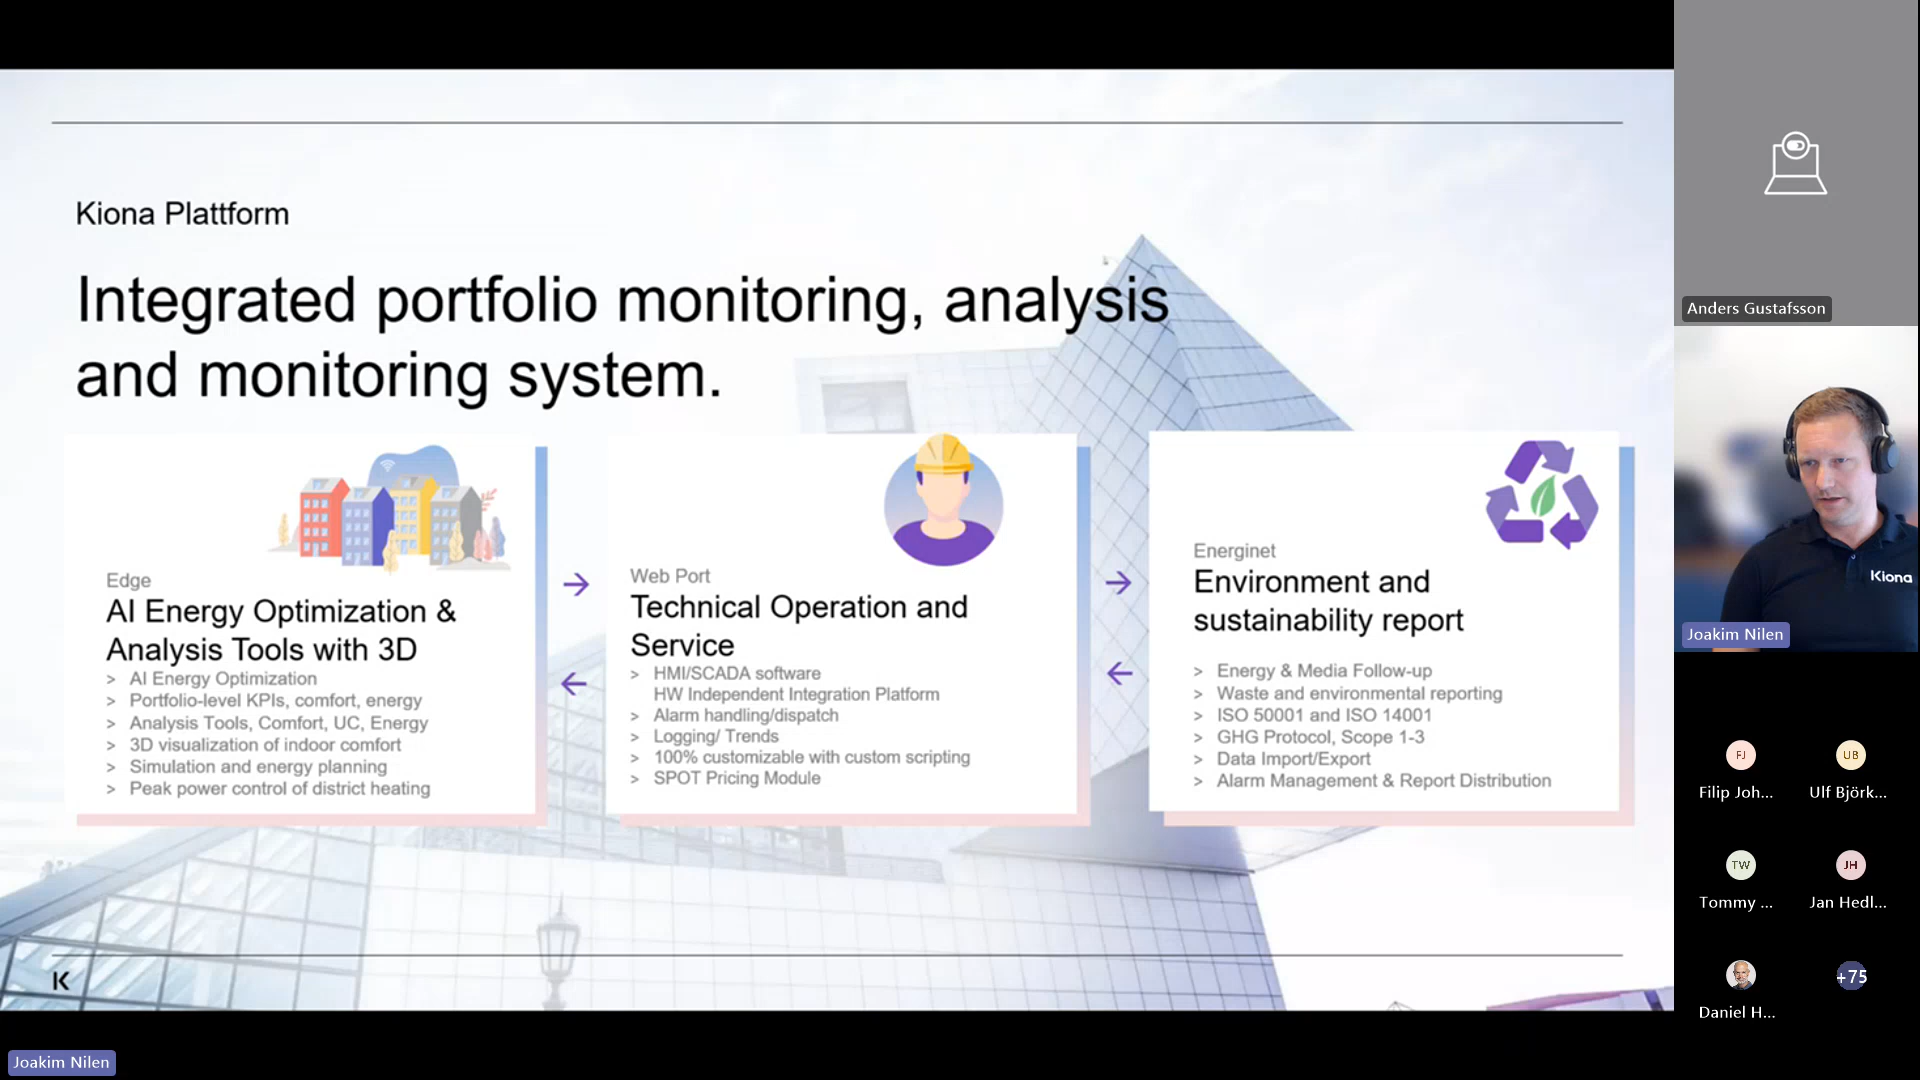 Kiona Plattform
Integrated portfolio monitoring, analysis
and monitoring system.
Edge
AI Energy Optimization &
Analysis Tools with 3D
> AI Energy Optimization
> Portfolio-level KPIs, comfort, energy
> Analysis Tools, Comfort, UC, Energy
> 3D visualization of indoor comfort
> Simulation and energy planning
> Peak power control of district heating
Web Port
Technical Operation and
Service
> HMI/SCADA software
HW Independent Integration Platform
> Alarm handling/dispatch
> Logging/ Trends
> 100% customizable with custom scripting
> SPOT Pricing Module
Energinet
Environment and
sustainability report
> Energy & Media Follow-up
> Waste and environmental reporting
> ISO 50001 and ISO 14001
> GHG Protocol, Scope 1-3
> Data Import/Export
> Alarm Management & Report Distribution
K
Joakim Nilen
Anders Gustafsson
Kiona
Joakim Nilen
FJ
UB
Filip Joh...
Ulf Björk...
TW
JH
Tommy ...
Jan Hedl...
+75
Daniel H...